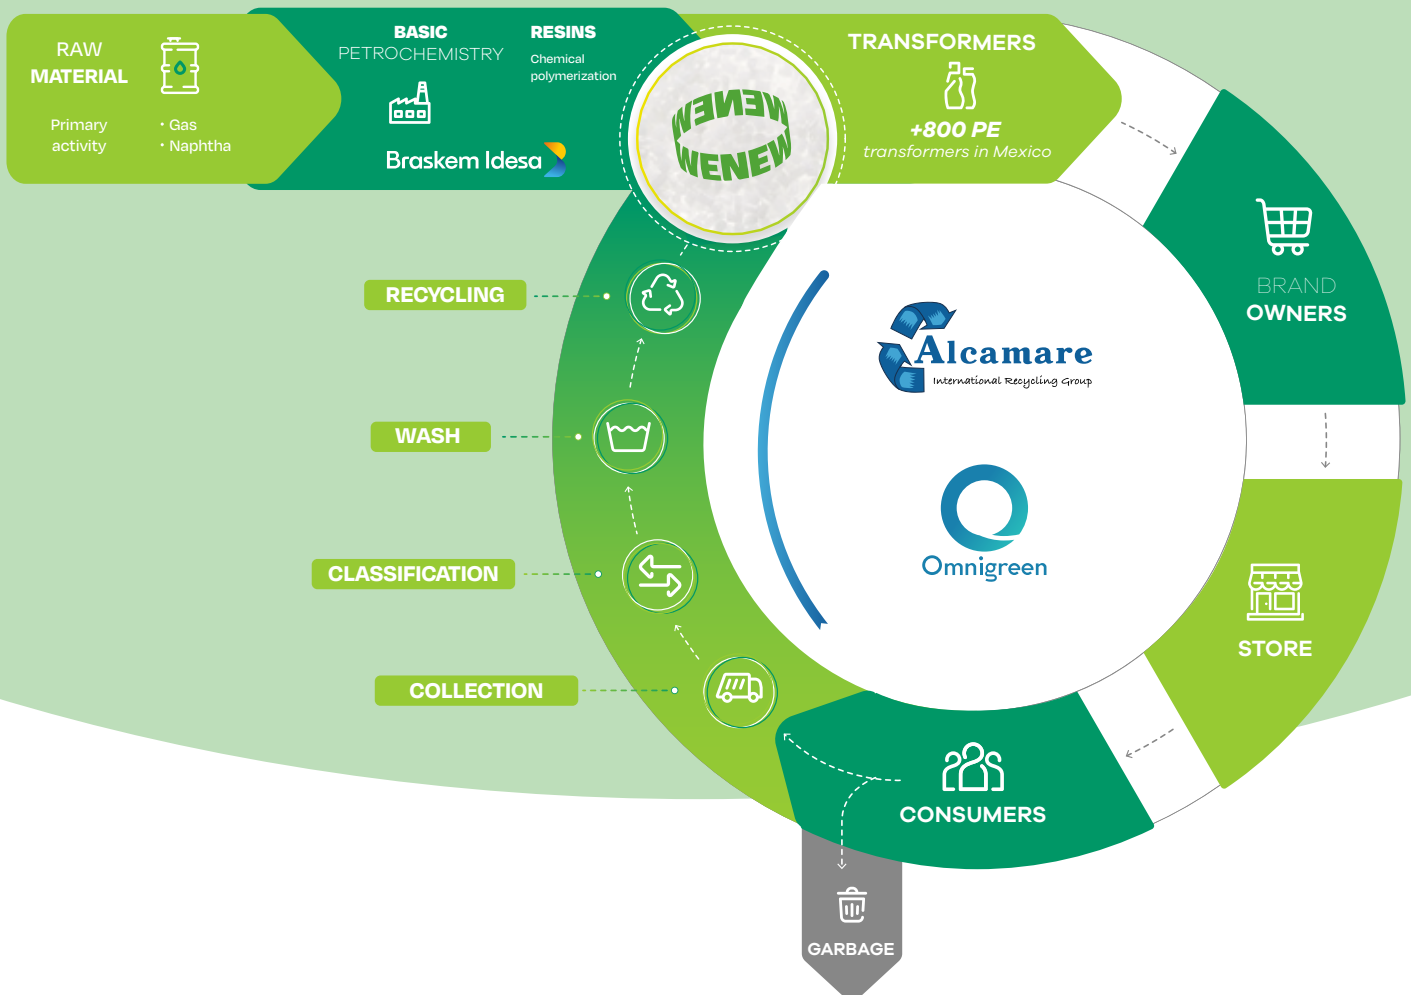 RAW
MATERIAL
Primary
activity
• Gas
• Naphtha
BASIC
PETROCHEMISTRY
RESINS
Chemical
polymerization
Braskem Idesa
WENEW
WENEW
TRANSFORMERS
+800 PE
transformers in Mexico
BRAND
OWNERS
STORE
CONSUMERS
GARBAGE
COLLECTION
CLASSIFICATION
WASH
RECYCLING
Alcamare
International Recycling Group
Omnigreen